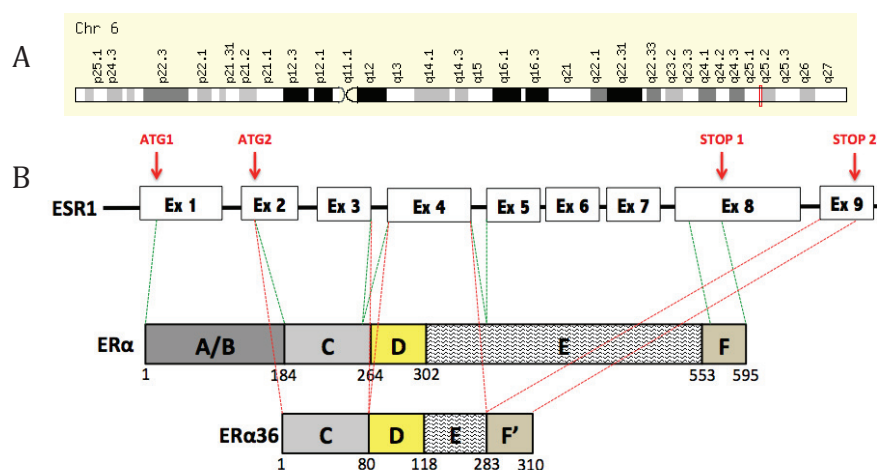 A
Chr 6
p25.1 p24.3 p22.3 p22.1 p21.31 p21.2 p21.1 p12.3 p12.1 q11.1 q12 q13 q14.1 q14.3 q15 q16.1 q16.3 q21 q22.1 q22.31 q22.33 q23.2 q23.3 q24.1 q24.2 q24.3 q25.1 q25.2 q25.3 q26 q27
B
ATG1 ATG2 STOP 1 STOP 2
ESR1 Ex 1 Ex 2 Ex 3 Ex 4 Ex 5 Ex 6 Ex 7 Ex 8 Ex 9
ERα A/B C D E F
1 184 264 302 553 595
ERα36 C D E F'
1 80 118 283 310